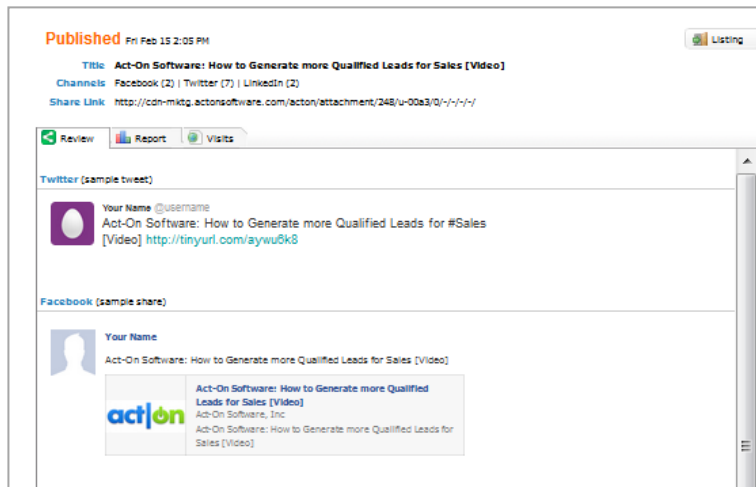 Published Fri Feb 15 2:05 PM
Listing
Title Act-On Software: How to Generate more Qualified Leads for Sales [Video]
Channels Facebook (2) | Twitter (7) | LinkedIn (2)
Share Link http://cdn-mktg.actonsoftware.com/acton/attachment/248/u-00a3/0/-/-/-/-/
Review Report Visits
Twitter (sample tweet)
Your Name @username
Act-On Software: How to Generate more Qualified Leads for #Sales
[Video] http://tinyurl.com/aywu6k8
Facebook (sample share)
Your Name
Act-On Software: How to Generate more Qualified Leads for Sales [Video]
act|on
Act-On Software: How to Generate more Qualified
Leads for Sales [Video]
Act-On Software, Inc
Act-On Software: How to Generate more Qualified Leads for
Sales [Video]